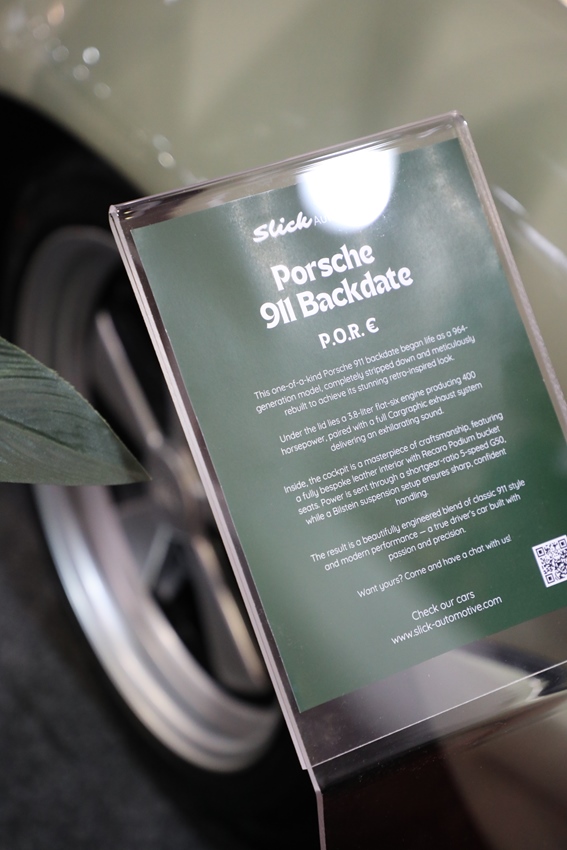 Slick
Porsche
911 Backdate
P.O.R. €
This one-of-a-kind Porsche 911 backdate began life as a 964-
generation model, completely stripped down and meticulously
rebuilt to achieve its stunning retro-inspired look.
Under the lid lies a 3.8-liter flat-six engine producing 400
horsepower, paired with a full Cargraphic exhaust system
delivering an exhilarating sound.
Inside, the cockpit is a masterpiece of craftsmanship, featuring
a fully bespoke leather interior with Recaro Podium bucket
seats. Power is sent through a shortgear-ratio 5-speed G50,
while a Bilstein suspension setup ensures sharp, confident
handling.
The result is a beautifully engineered blend of classic 911 style
and modern performance — a true driver's car built with
passion and precision.
Want yours? Come and have a chat with us!
Check our cars
www.slick-automotive.com